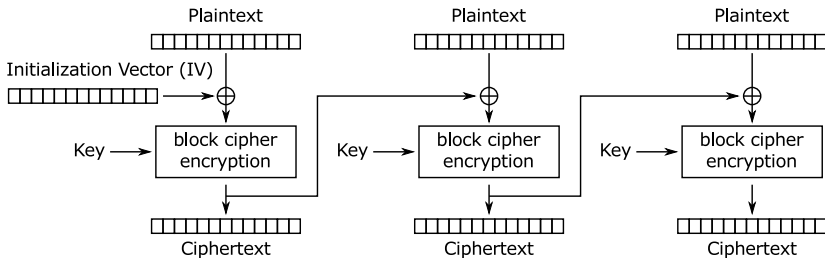 Plaintext
Plaintext
Plaintext
Initialization Vector (IV)
Key
block cipher
encryption
Key
block cipher
encryption
Key
block cipher
encryption
Ciphertext
Ciphertext
Ciphertext